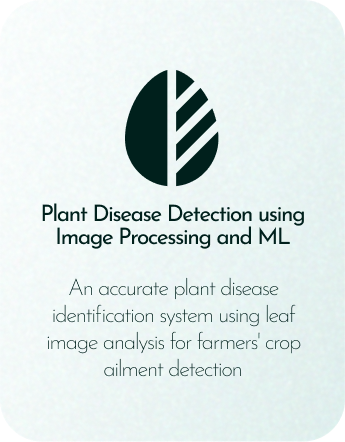 Plant Disease Detection using
Image Processing and ML
An accurate plant disease
identification system using leaf
image analysis for farmers' crop
ailment detection